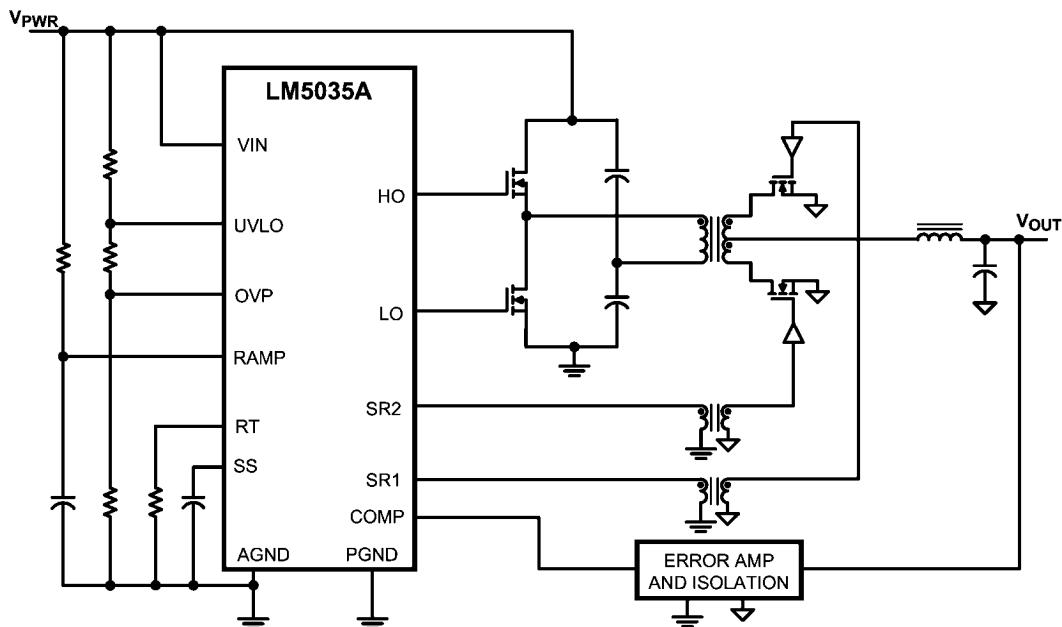 VPWR
LM5035A
VIN
HO
VOUT
UVLO
OVP
LO
RAMP
SR2
RT
SS
SR1
COMP
AGND
PGND
ERROR AMP
AND ISOLATION